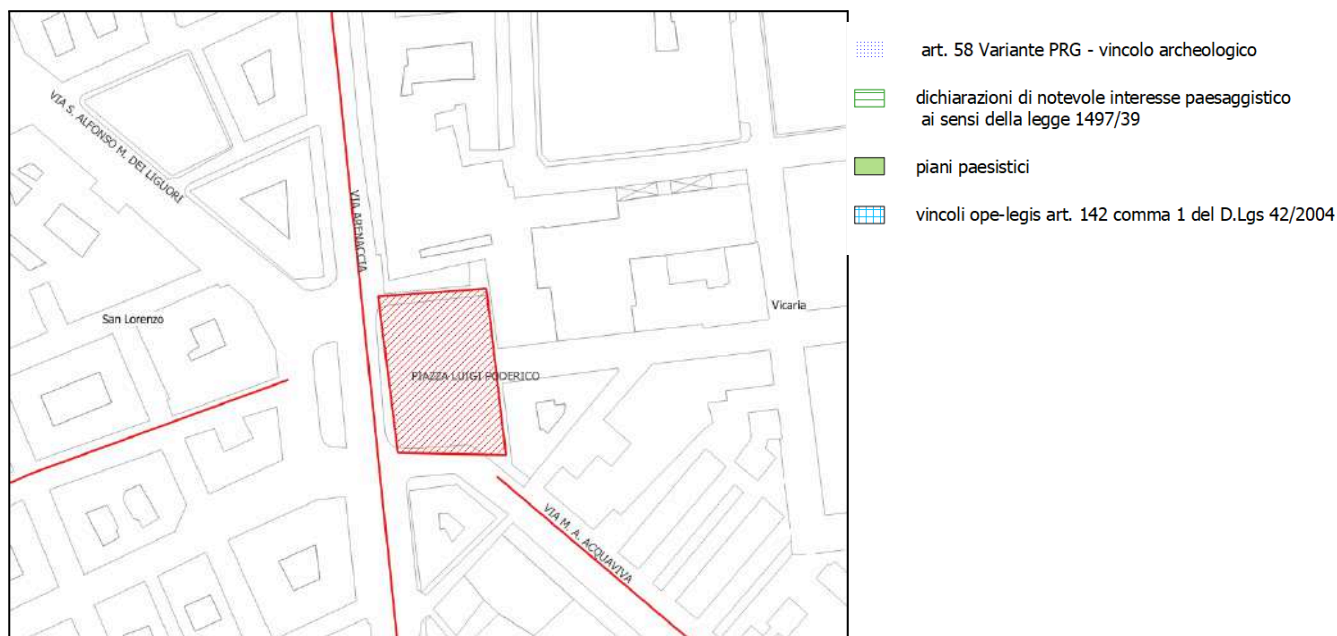 VIA S. ALFONSO M. DEI LIGUORI
VIA ARENACCIA
San Lorenzo
Vicaria
PIAZZA LUIGI PODERICO
VIA M. A. ACQUAVIVA
art. 58 Variante PRG - vincolo archeologico
dichiarazioni di notevole interesse paesaggistico
ai sensi della legge 1497/39
piani paesistici
vincoli ope-legis art. 142 comma 1 del D.Lgs 42/2004